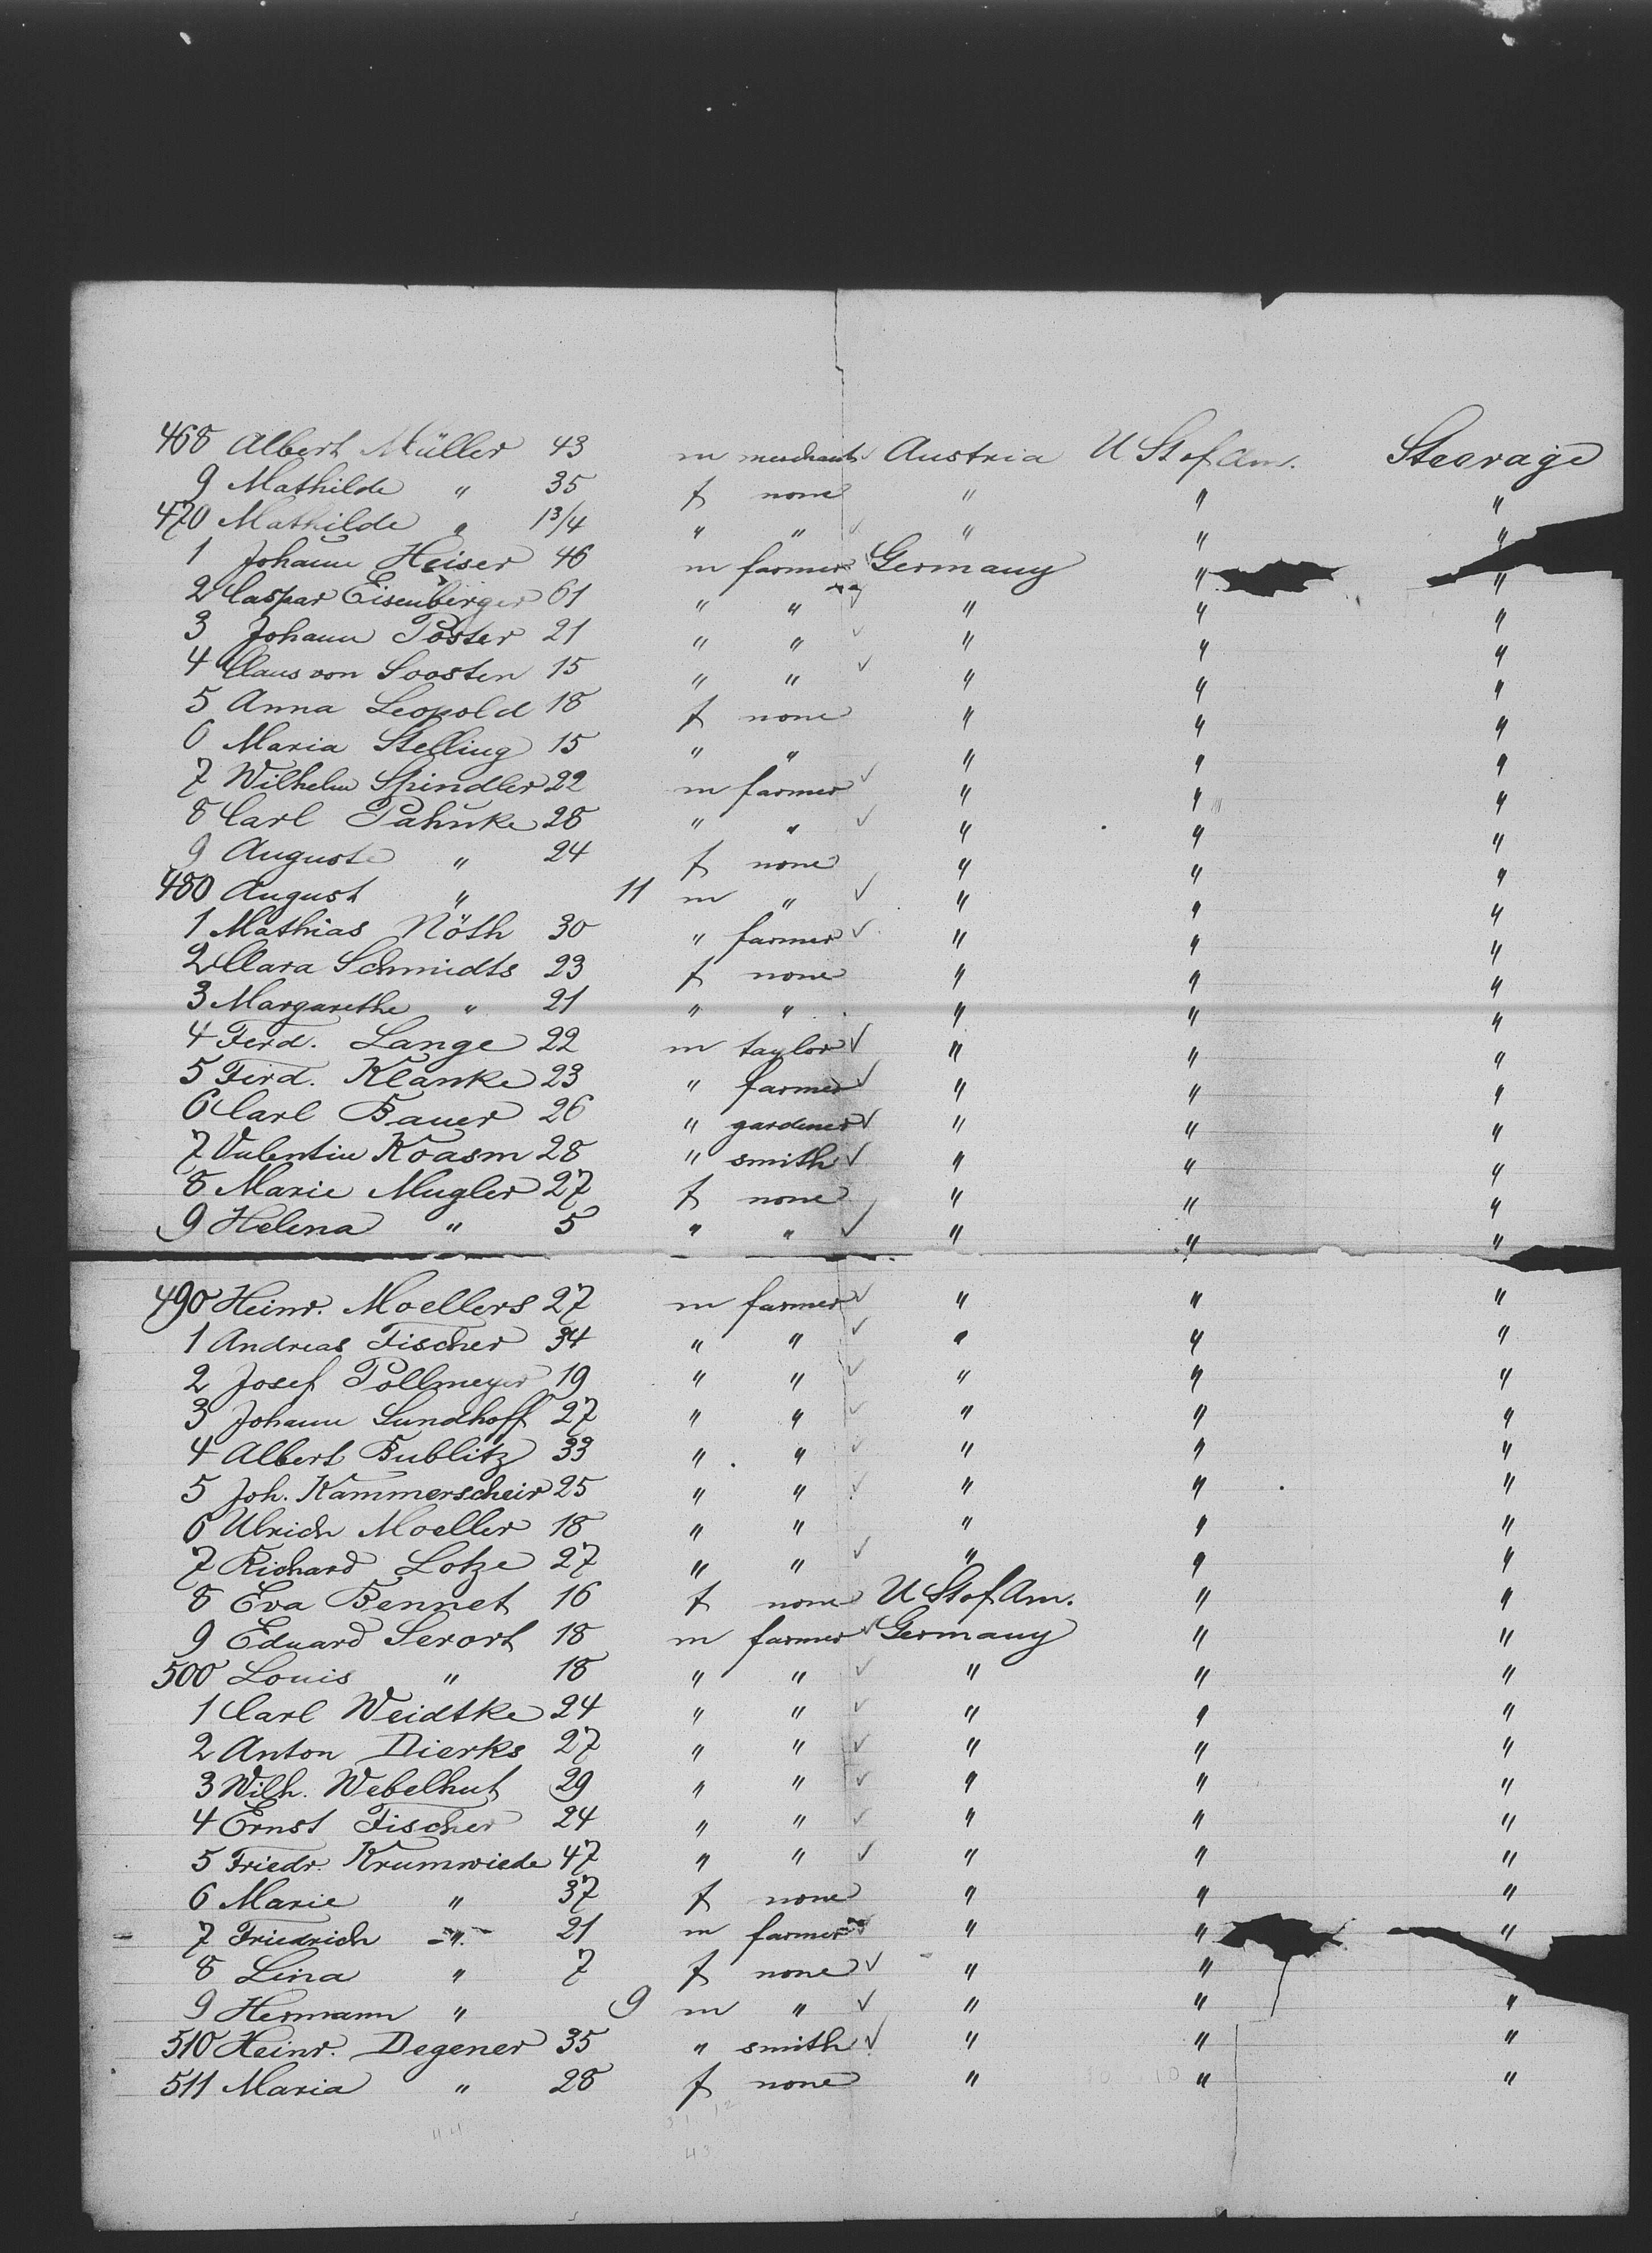 468 Albert Müller 43 m merchant ✓ Austria U St of Am. Steerage
9 Mathilde " 35 f none " " "
470 Mathilde " 1 3/4 " " ✓ " " "
1 Johann Heiser 46 m farmer ✓ Germany " "
2 Caspar Eisenberger 61 " " ✓ " " "
3 Johann Poster 21 " " ✓ " " "
4 Claus von Soosten 15 " " ✓ " " "
5 Anna Leopold 18 f none " " "
6 Maria Stelling 15 " " " " "
7 Wilhelm Spindler 22 m farmer ✓ " " "
8 Carl Pahnke 28 " " ✓ " " "
9 Auguste " 24 f none " " "
480 August " 11 m " ✓ " " "
1 Mathias Nöth 30 " farmer ✓ " " "
2 Clara Schmidts 23 f none " " "
3 Margarethe " 21 " " " " "
4 Ferd. Lange 22 m taylor ✓ " " "
5 Ferd. Klanke 23 " farmer ✓ " " "
6 Carl Bauer 26 " gardener ✓ " " "
7 Valentin Koasm 28 " smith ✓ " " "
8 Marie Mugler 27 f none " " "
9 Helena " 5 " " ✓ " " "
490 Heinr. Moellers 27 m farmer ✓ " " "
1 Andreas Fischer 34 " " ✓ " " "
2 Josef Pollmeyer 19 " " ✓ " " "
3 Johann Sundhoff 27 " " ✓ " " "
4 Albert Bublitz 33 " " ✓ " " "
5 Joh. Kammerscheir 25 " " ✓ " " "
6 Ulrich Moeller 18 " " " " "
7 Richard Lotze 27 " " ✓ " " "
8 Eva Bennet 16 f none U St of Am. " "
9 Eduard Serort 18 m farmer ✓ Germany " "
500 Louis " 18 " " ✓ " " "
1 Carl Weidtke 24 " " ✓ " " "
2 Anton Dierks 27 " " ✓ " " "
3 Wilh. Webelhut 29 " " ✓ " " "
4 Ernst Fischer 24 " " ✓ " " "
5 Friedr. Krumwiede 47 " " ✓ " " "
6 Marie " 37 f none " " "
7 Friedrich " 21 m farmer ✓ " " "
8 Lina " 7 f none ✓ " "
9 Hermann " 9 m " ✓ " " "
510 Heinr. Degener 35 " smith ✓ " " "
511 Maria " 28 f none " " "